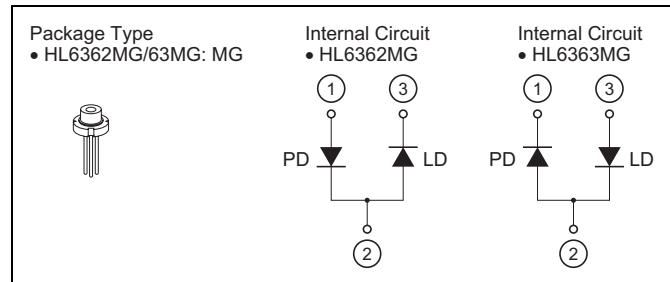 Package Type
• HL6362MG/63MG: MG
Internal Circuit
• HL6362MG
1 3
PD LD
2
Internal Circuit
• HL6363MG
1 3
PD LD
2